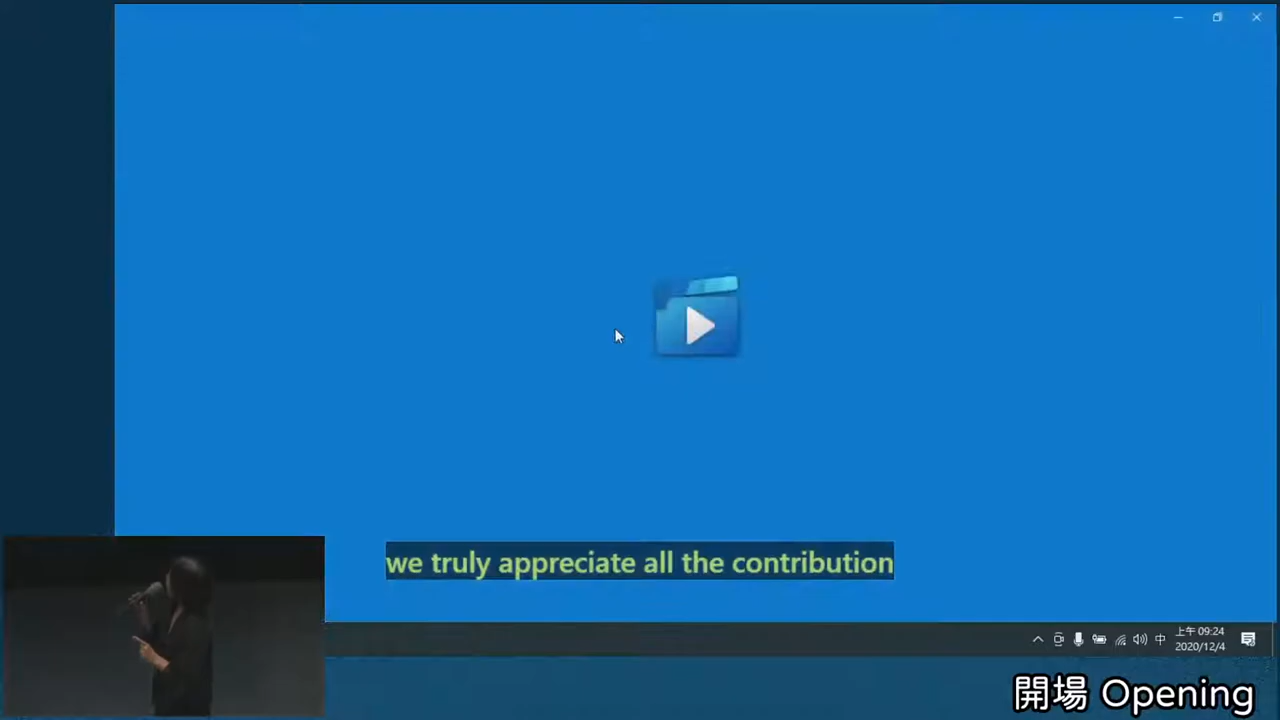 we truly appreciate all the contribution
中
上午 09:24
2020/12/4
開場 Opening